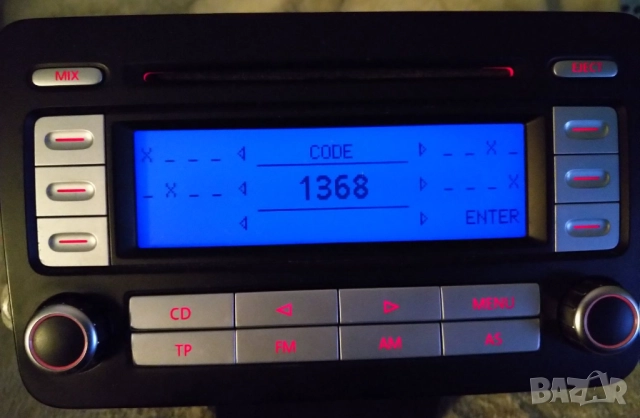 MIX
EJECT
X _ _ _ ◁ CODE ▷ _ _ X _
_ X _ _ ◁ 1368 ▷ _ _ _ X
◁ ▷ ENTER
CD ◁ ▷ MENU
TP FM AM AS
BAZAR